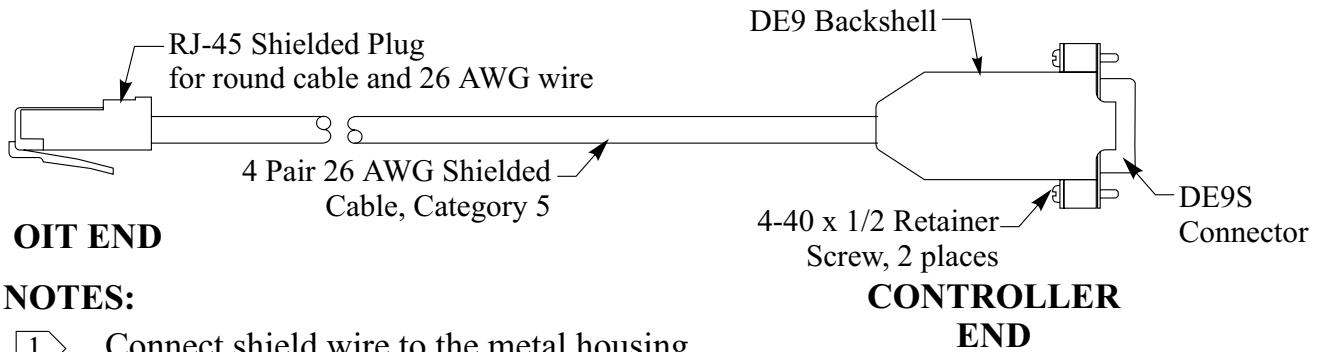 RJ-45 Shielded Plug
for round cable and 26 AWG wire
DE9 Backshell
4 Pair 26 AWG Shielded
Cable, Category 5
4-40 x 1/2 Retainer
Screw, 2 places
DE9S
Connector
OIT END
CONTROLLER
END
NOTES:
1 Connect shield wire to the metal housing